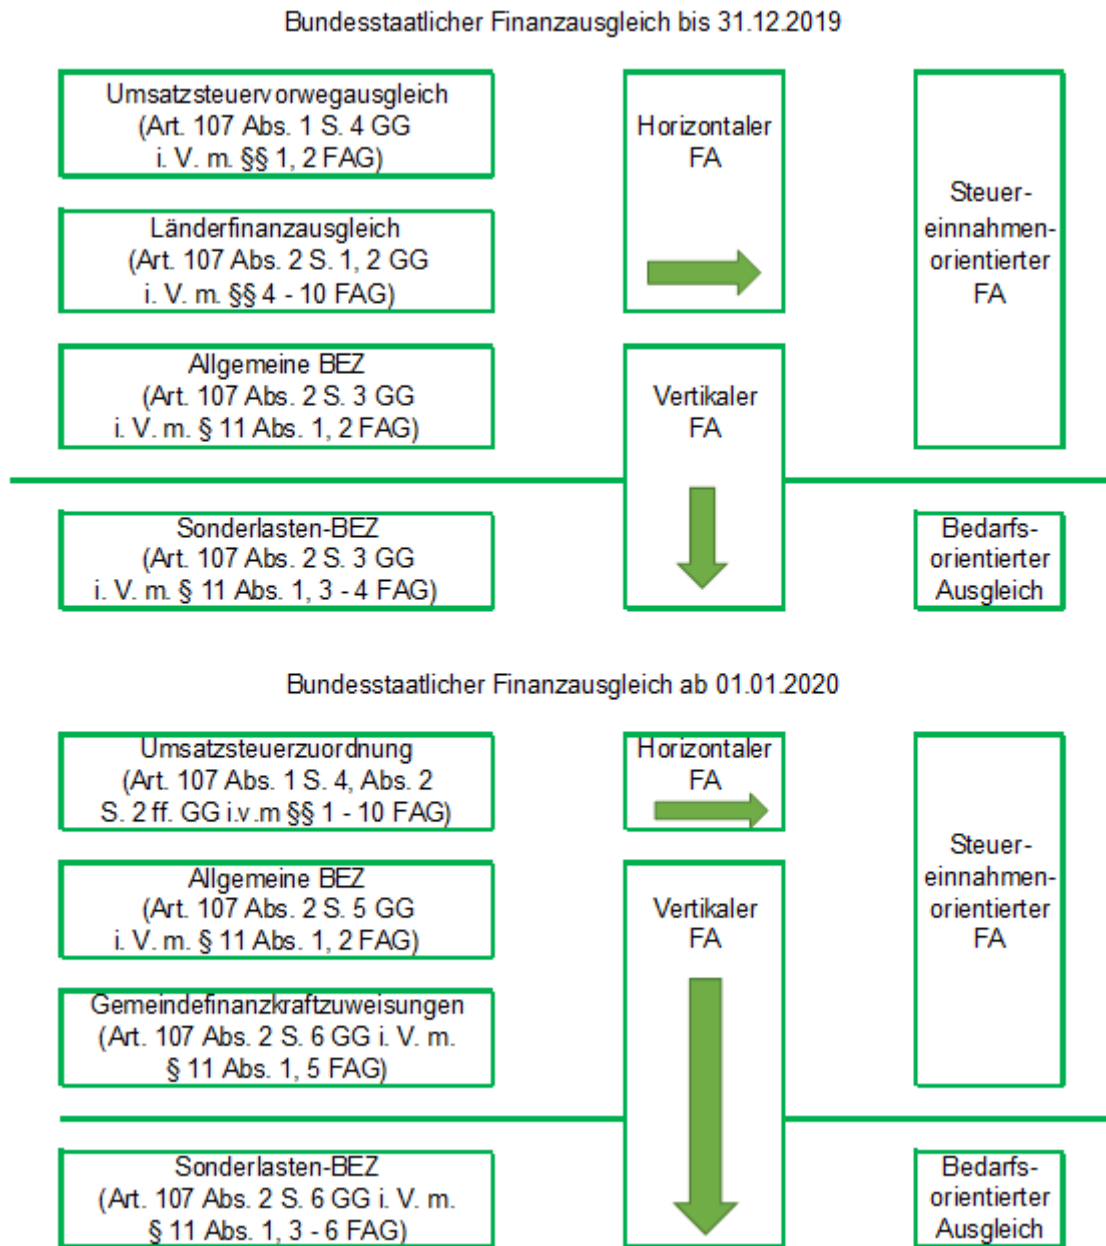 Bundesstaatlicher Finanzausgleich bis 31.12.2019
Umsatzsteuervorwegausgleich
(Art. 107 Abs. 1 S. 4 GG
i. V. m. §§ 1, 2 FAG)
Länderfinanzausgleich
(Art. 107 Abs. 2 S. 1, 2 GG
i. V. m. §§ 4 - 10 FAG)
Allgemeine BEZ
(Art. 107 Abs. 2 S. 3 GG
i. V. m. § 11 Abs. 1, 2 FAG)
Sonderlasten-BEZ
(Art. 107 Abs. 2 S. 3 GG
i. V. m. § 11 Abs. 1, 3 - 4 FAG)
Horizontaler
FA
Vertikaler
FA
Steuer-
einnahmen-
orientierter
FA
Bedarfs-
orientierter
Ausgleich
Bundesstaatlicher Finanzausgleich ab 01.01.2020
Umsatzsteuerzuordnung
(Art. 107 Abs. 1 S. 4, Abs. 2
S. 2 ff. GG i.v.m §§ 1 - 10 FAG)
Allgemeine BEZ
(Art. 107 Abs. 2 S. 5 GG
i. V. m. § 11 Abs. 1, 2 FAG)
Gemeindefinanzkraftzuweisungen
(Art. 107 Abs. 2 S. 6 GG i. V. m.
§ 11 Abs. 1, 5 FAG)
Sonderlasten-BEZ
(Art. 107 Abs. 2 S. 6 GG i. V. m.
§ 11 Abs. 1, 3 - 6 FAG)
Horizontaler
FA
Vertikaler
FA
Steuer-
einnahmen-
orientierter
FA
Bedarfs-
orientierter
Ausgleich